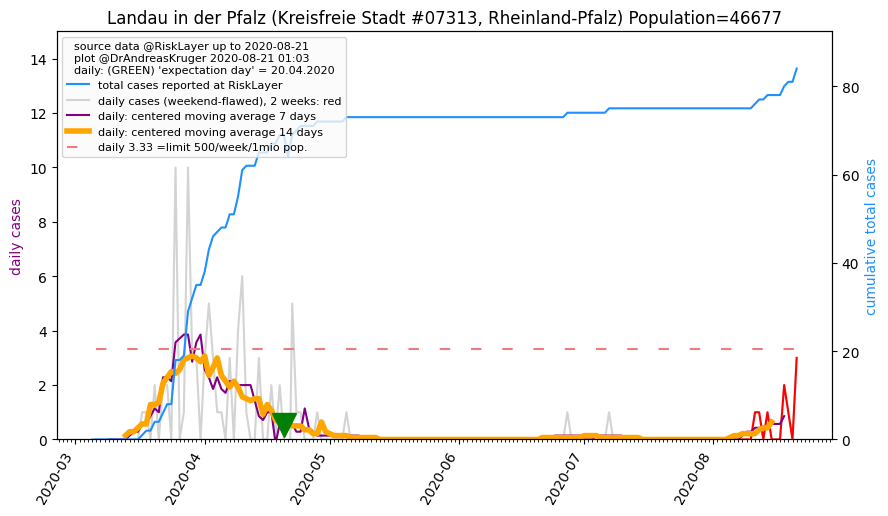 Landau in der Pfalz (Kreisfreie Stadt #07313, Rheinland-Pfalz) Population=46677
source data @RiskLayer up to 2020-08-21
plot @DrAndreasKruger 2020-08-21 01:03
daily: (GREEN) 'expectation day' = 20.04.2020
total cases reported at RiskLayer
daily cases (weekend-flawed), 2 weeks: red
daily: centered moving average 7 days
daily: centered moving average 14 days
daily 3.33 =limit 500/week/1mio pop.
daily cases
14
12
10
8
6
4
2
0
cumulative total cases
80
60
40
20
0
2020-03
2020-04
2020-05
2020-06
2020-07
2020-08